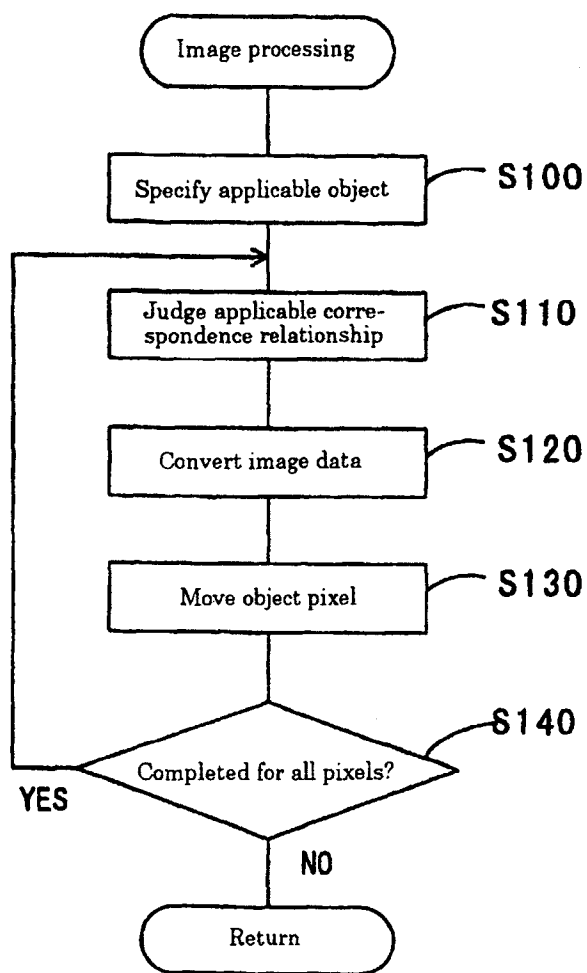 Image processing
Specify applicable object
S100
Judge applicable corre-
spondence relationship
S110
Convert image data
S120
Move object pixel
S130
S140
Completed for all pixels?
YES
NO
Return